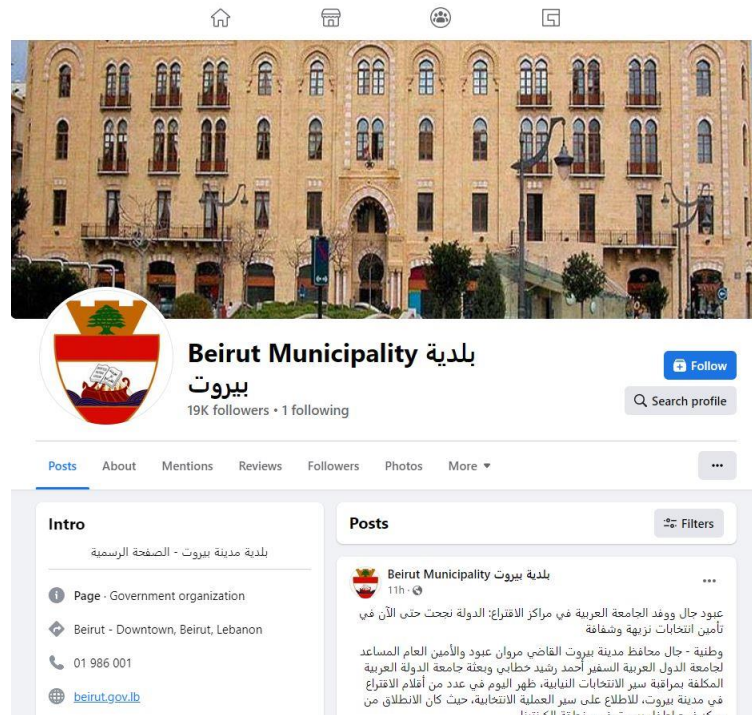 Beirut Municipality بلدية
بيروت
19K followers • 1 following
Follow
Search profile
Posts
About
Mentions
Reviews
Followers
Photos
More
Intro
بلدية مدينة بيروت - الصفحة الرسمية
Page · Government organization
Beirut - Downtown, Beirut, Lebanon
01 986 001
beirut.gov.lb
Posts
Filters
Beirut Municipality بلدية بيروت
11h
عبود جال ووفد الجامعة العربية في مراكز الاقتراع: الدولة نجحت حتى الآن في
تأمين انتخابات نزيهة وشفافة
وطنية - جال محافظ مدينة بيروت القاضي مروان عبود والأمين العام المساعد
لجامعة الدول العربية السفير أحمد رشيد خطابي وبعثة جامعة الدولة العربية
المكلفة بمراقبة سير الانتخابات النيابية، ظهر اليوم في عدد من أقلام الاقتراع
في مدينة بيروت، للاطلاع على سير العملية الانتخابية، حيث كان الانطلاق من